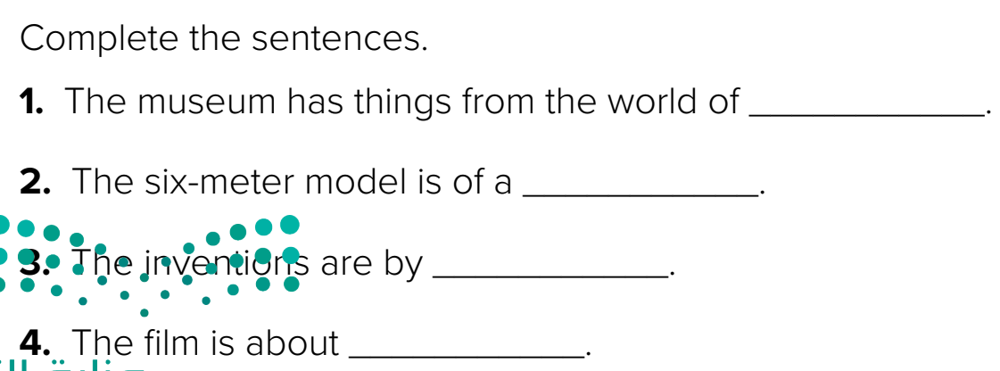 Complete the sentences.
1. The museum has things from the world of ____________.
2. The six-meter model is of a ____________.
3. The inventions are by ____________.
4. The film is about ____________.